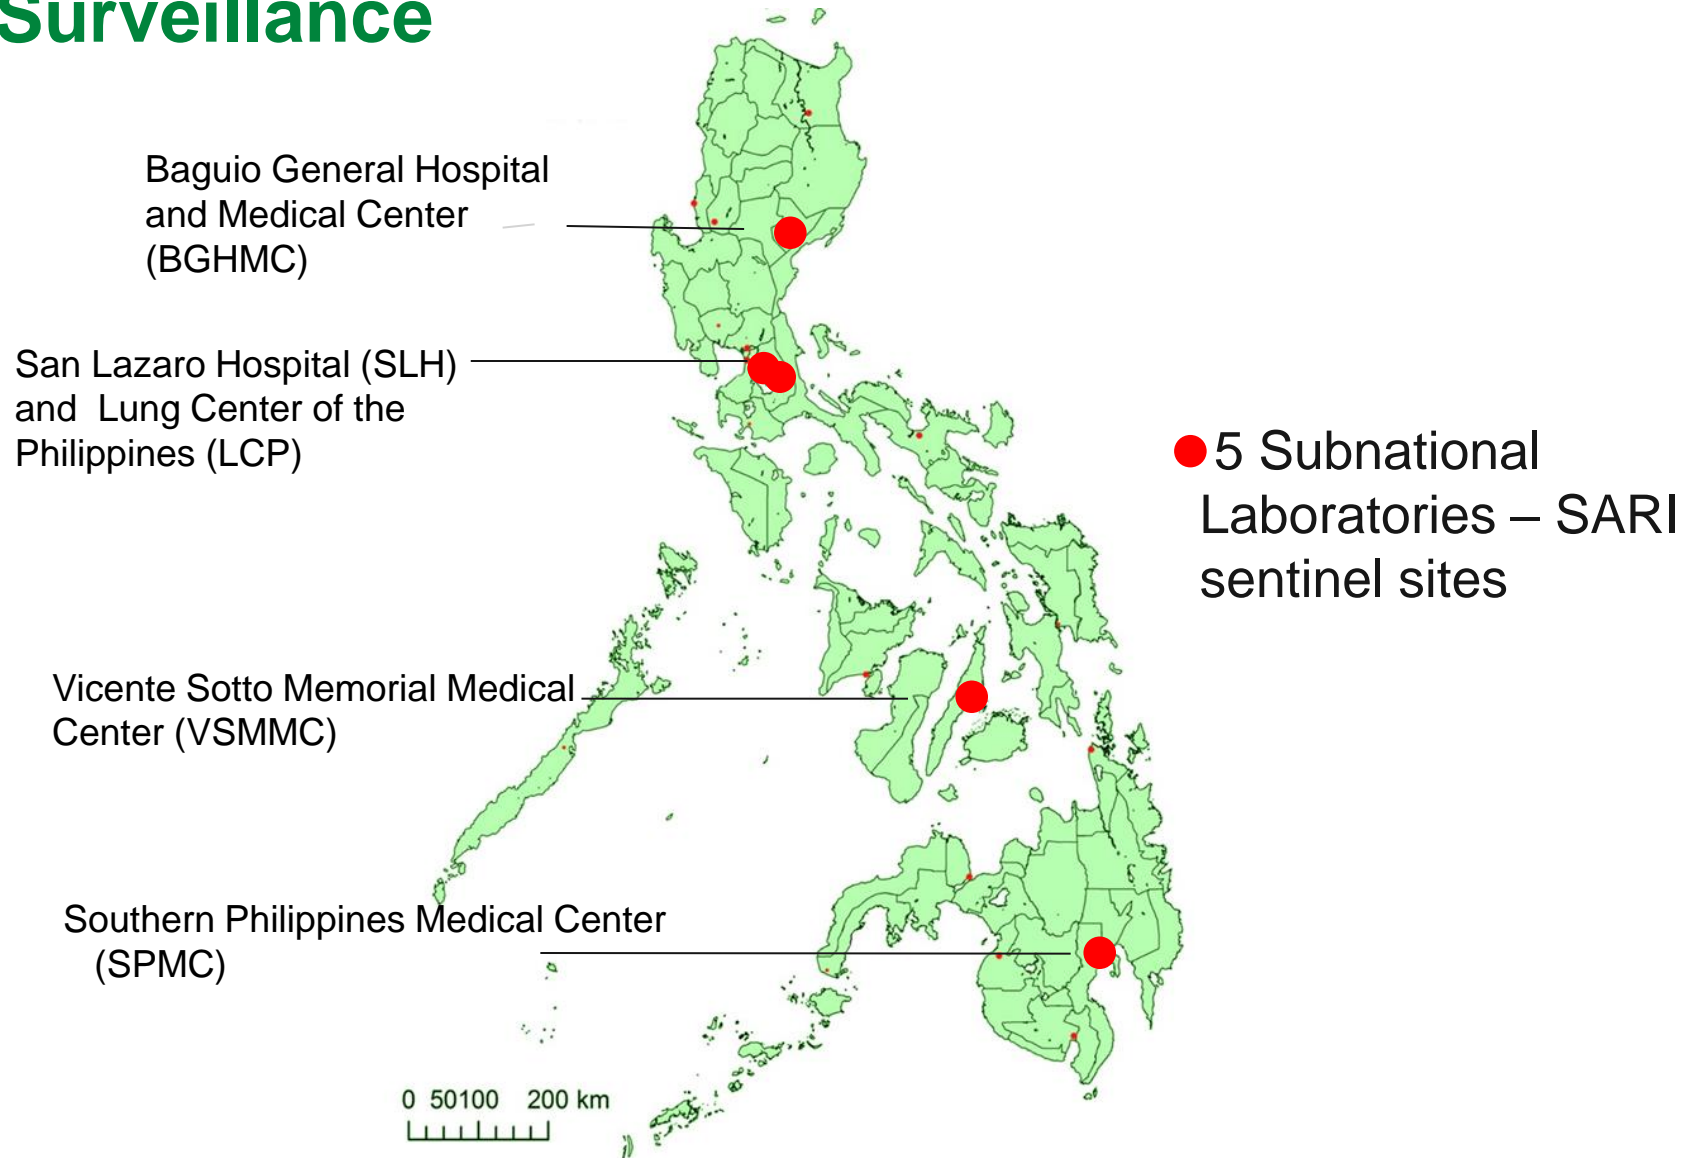 Surveillance
Baguio General Hospital
and Medical Center
(BGHMC)
San Lazaro Hospital (SLH)
and Lung Center of the
Philippines (LCP)
5 Subnational
Laboratories – SARI
sentinel sites
Vicente Sotto Memorial Medical
Center (VSMMC)
Southern Philippines Medical Center
(SPMC)
0 50100 200 km